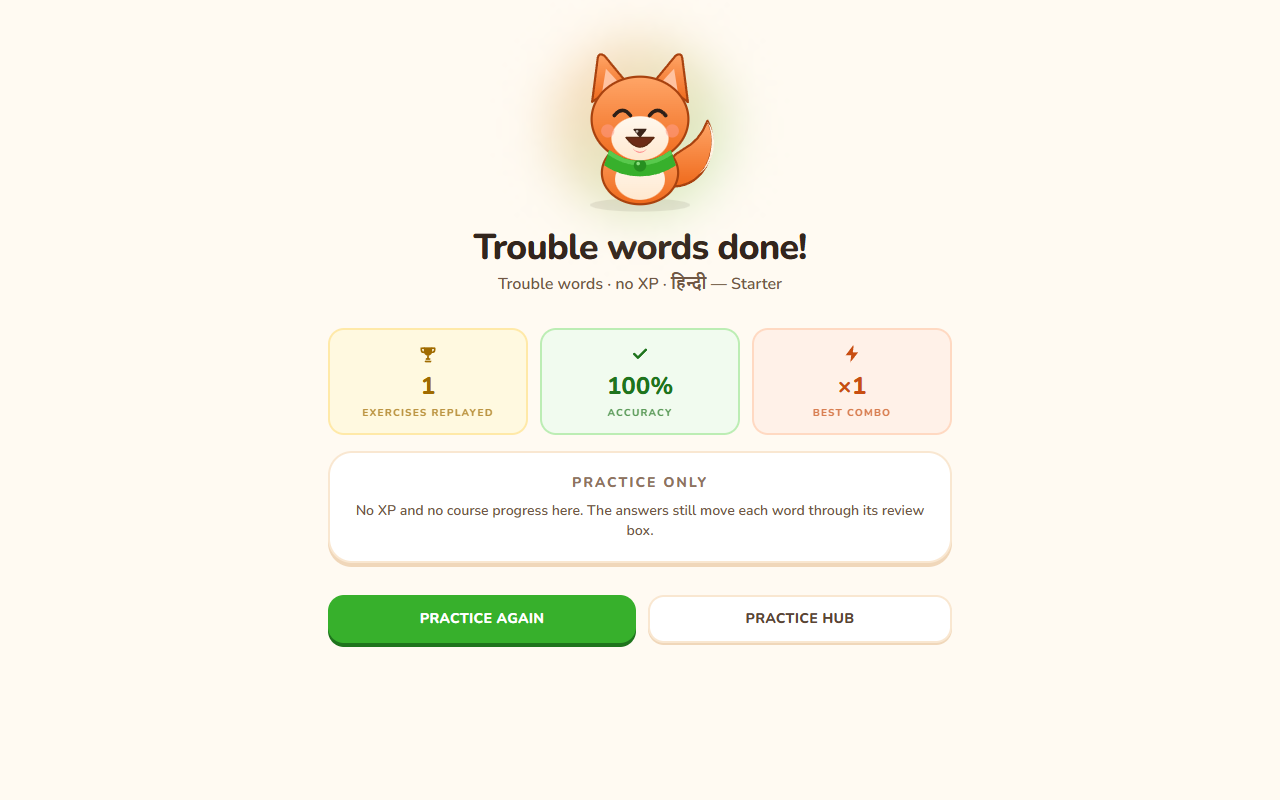 Trouble words done!
Trouble words · no XP · हिन्दी — Starter
1
EXERCISES REPLAYED
100%
ACCURACY
×1
BEST COMBO
PRACTICE ONLY
No XP and no course progress here. The answers still move each word through its review
box.
PRACTICE AGAIN
PRACTICE HUB